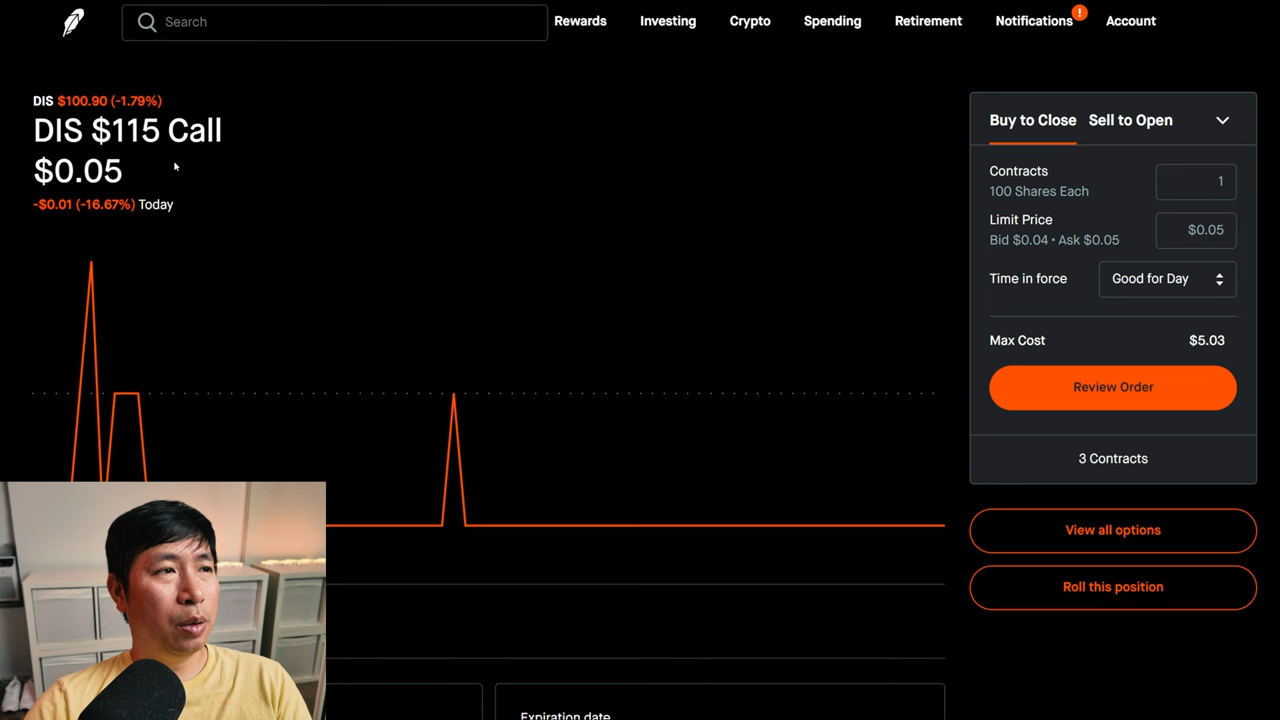 Search
Rewards
Investing
Crypto
Spending
Retirement
Notifications
!
Account
DIS $100.90 (-1.79%)
DIS $115 Call
$0.05
-$0.01 (-16.67%) Today
Buy to Close
Sell to Open
Contracts
100 Shares Each
1
Limit Price
Bid $0.04 • Ask $0.05
$0.05
Time in force
Good for Day
Max Cost
$5.03
Review Order
3 Contracts
View all options
Roll this position
Expiration date